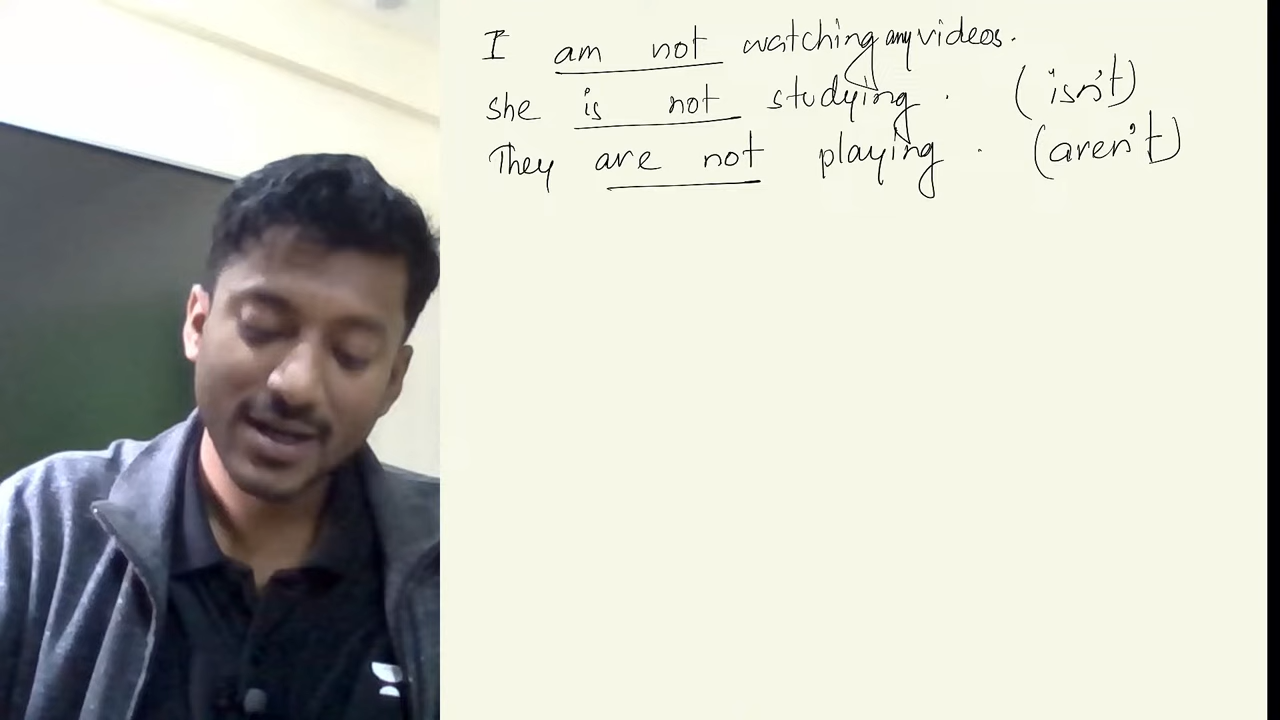 I am not watching any videos.
she is not studying. (isn't)
They are not playing. (aren't)